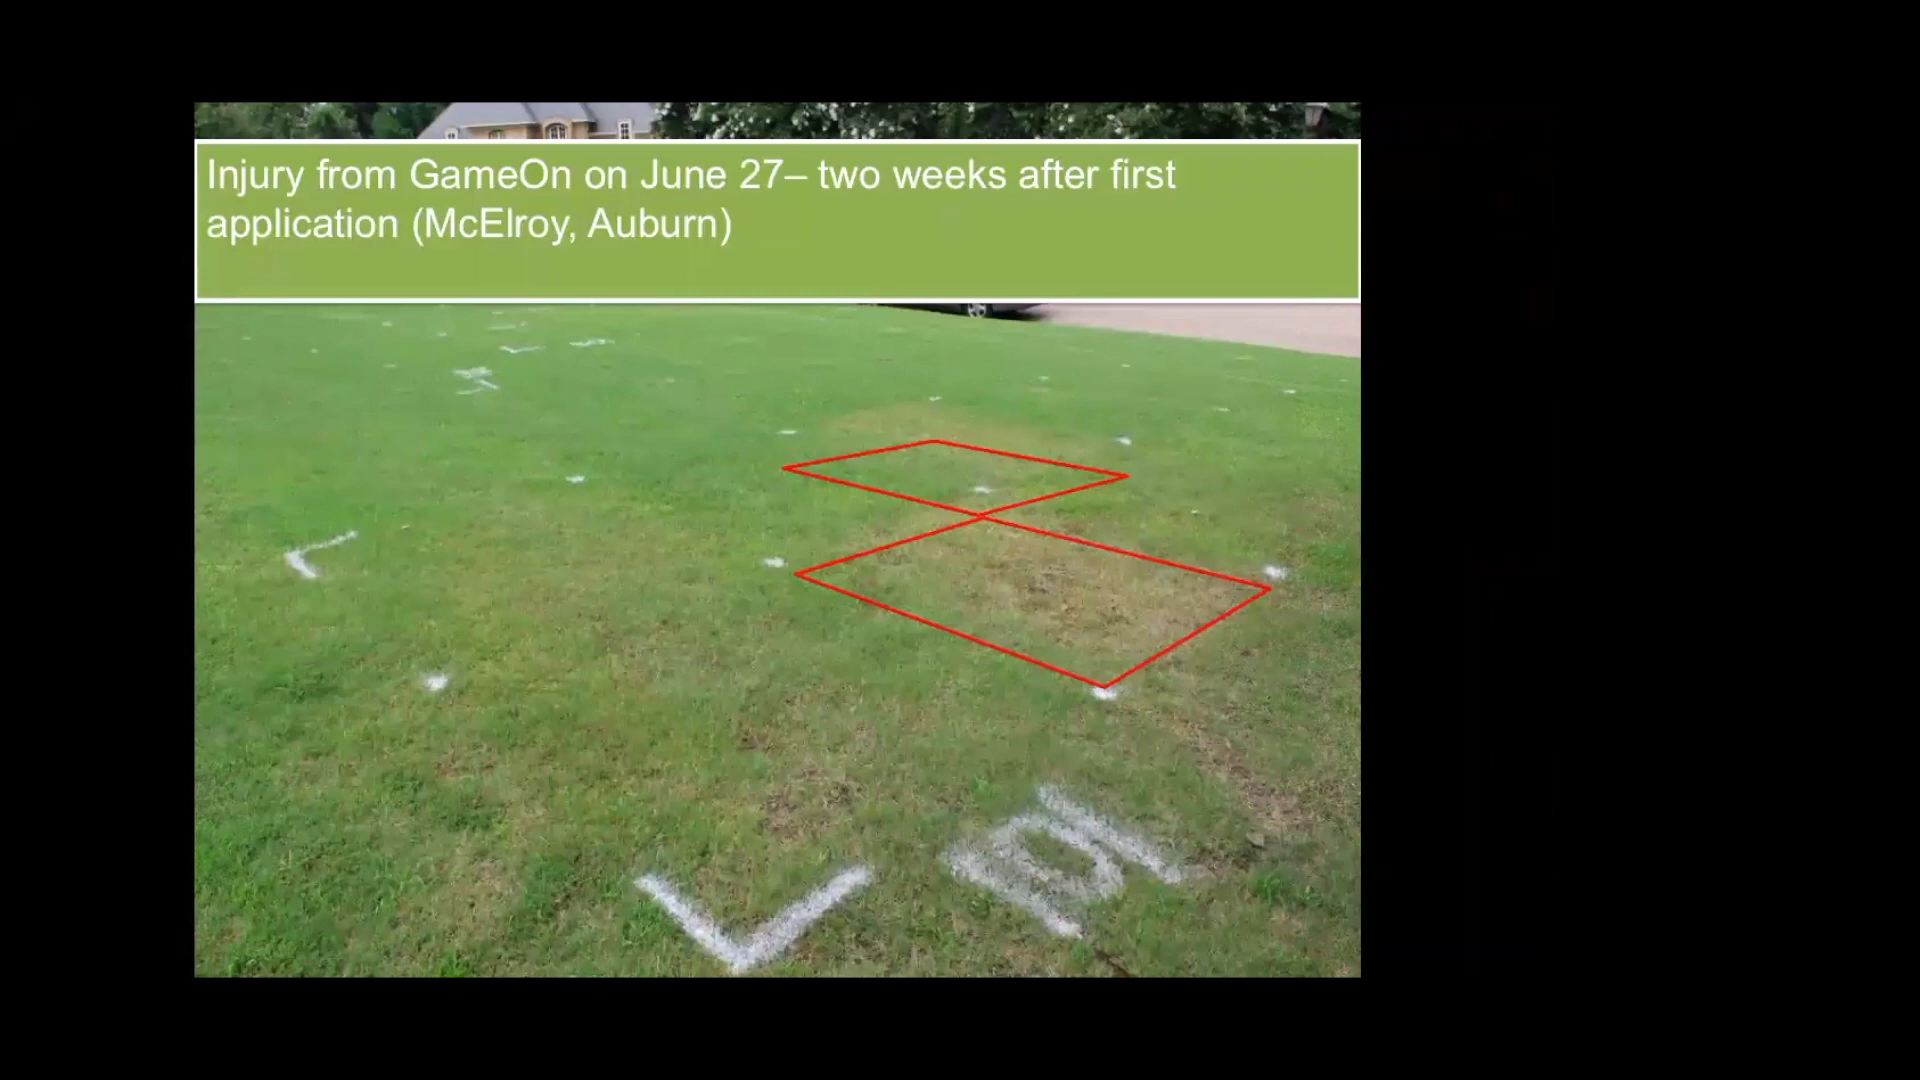 Injury from GameOn on June 27– two weeks after first
application (McElroy, Auburn)